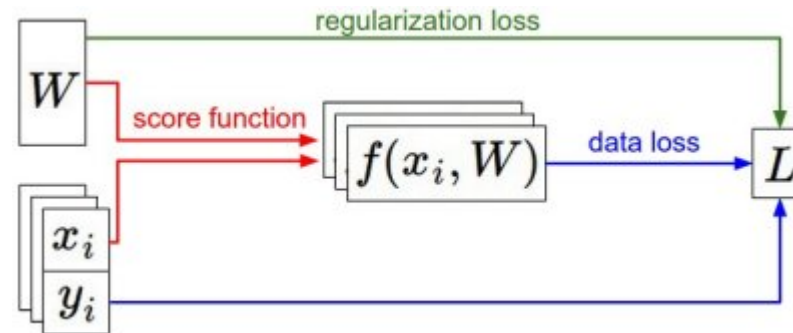 regularization loss
W
score function
f(x_i, W)
data loss
L
x_i
y_i